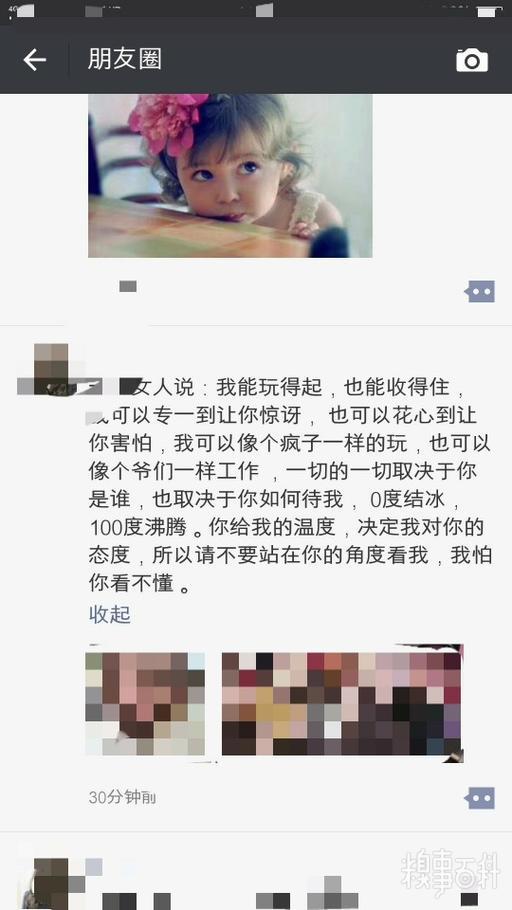 朋友圈
女人说：我能玩得起，也能收得住，
可以专一到让你惊讶，也可以花心到让
你害怕，我可以像个疯子一样的玩，也可以
像个爷们一样工作，一切的一切取决于你
是谁，也取决于你如何待我，0度结冰，
100度沸腾。你给我的温度，决定我对你的
态度，所以请不要站在你的角度看我，我怕
你看不懂。
收起
30分钟前
糗事百科